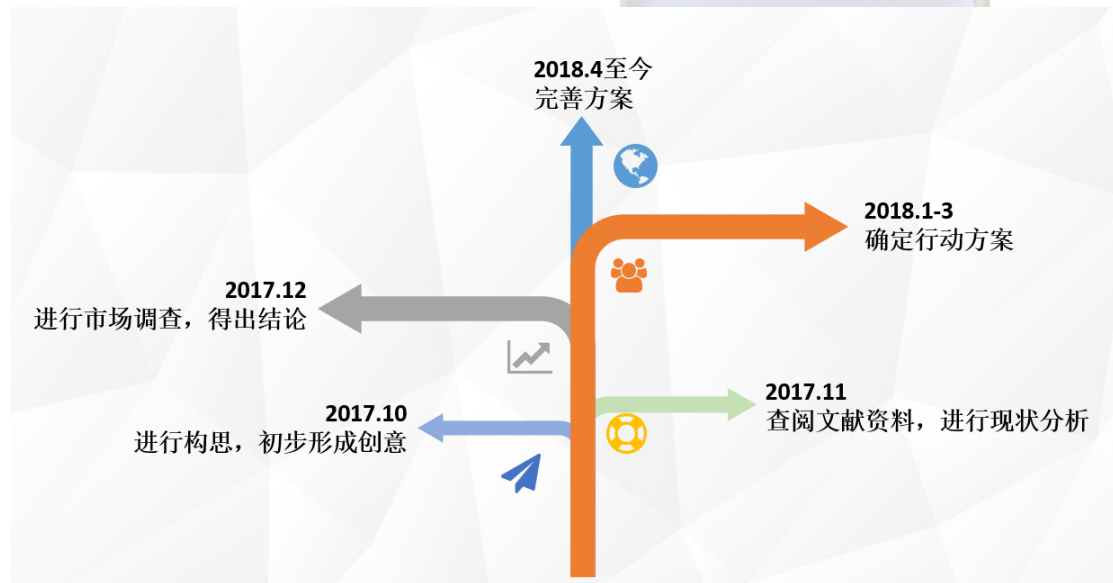 2018.4至今
完善方案
2018.1-3
确定行动方案
2017.12
进行市场调查，得出结论
2017.11
查阅文献资料，进行现状分析
2017.10
进行构思，初步形成创意